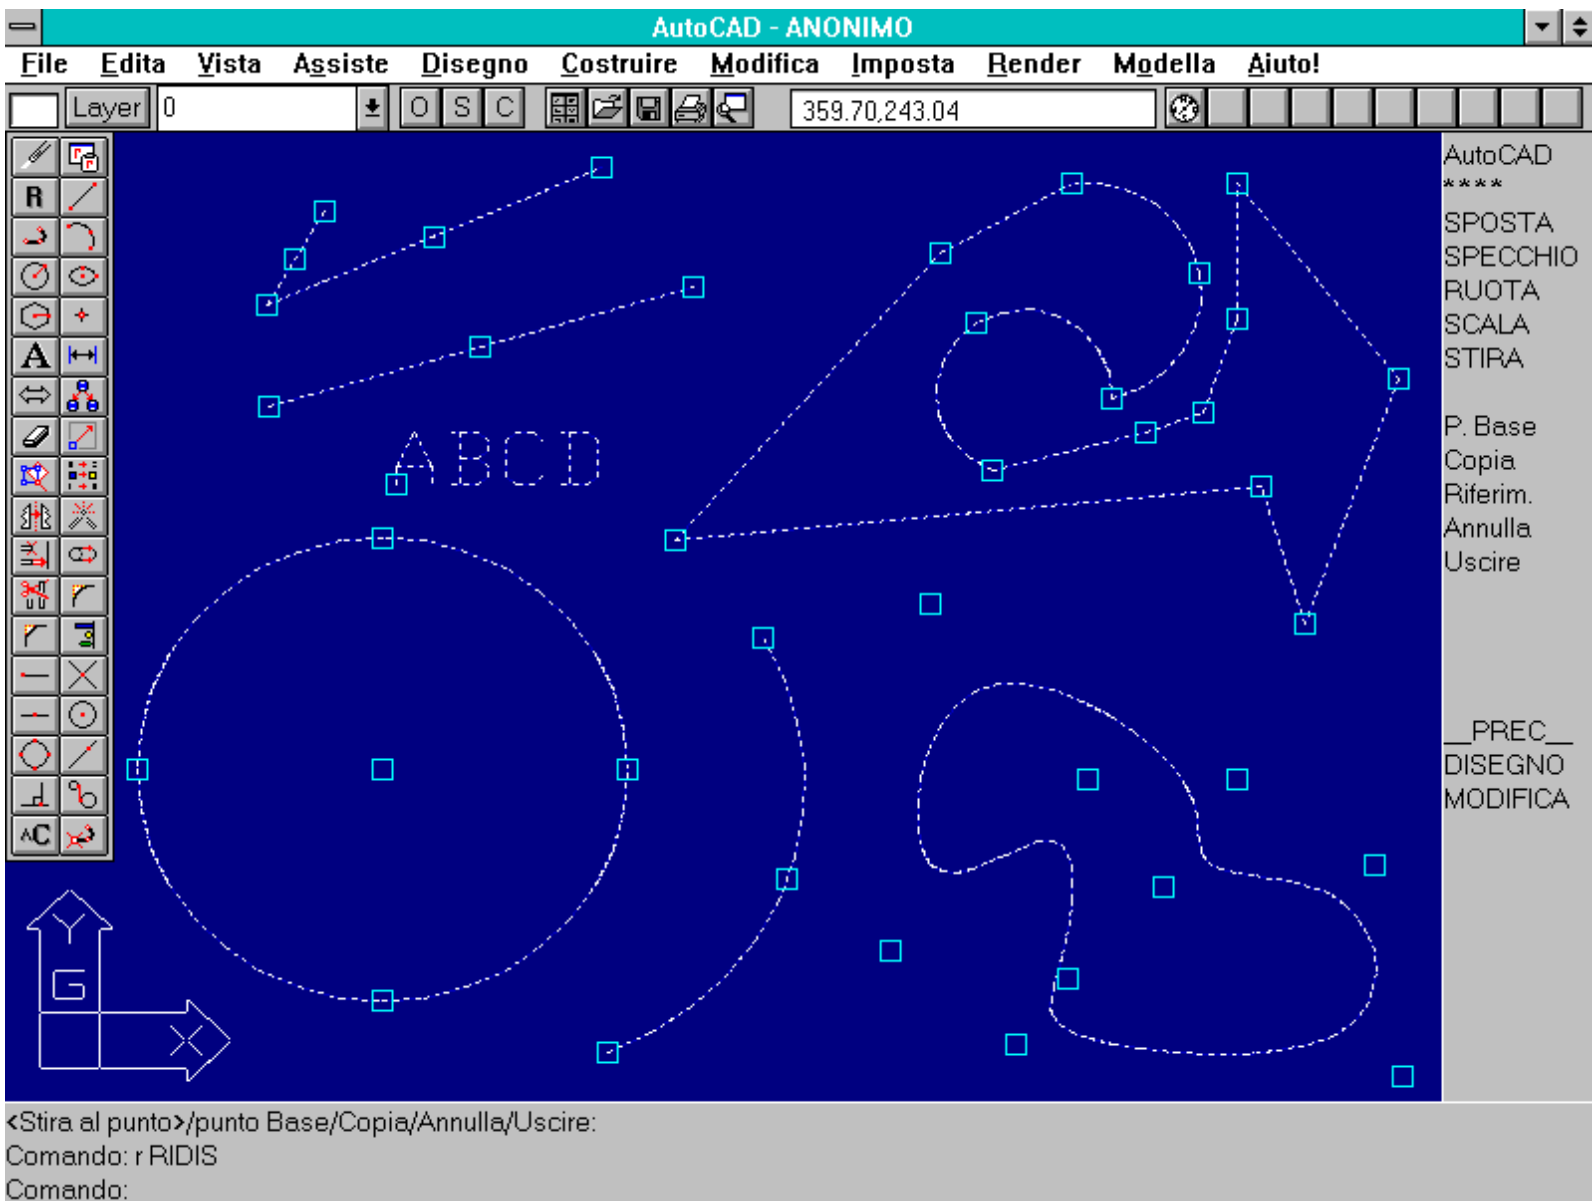 AutoCAD - ANONIMO
File Edita Vista Assiste Disegno Costruire Modifica Imposta Render Modella Aiuto!
Layer 0 O S C 359.70,243.04
AutoCAD
****
SPOSTA
SPECCHIO
RUOTA
SCALA
STIRA
P. Base
Copia
Riferim.
Annulla
Uscire
__PREC__
DISEGNO
MODIFICA
R
A
AC
ABCD
Y
G
X
<Stira al punto>/punto Base/Copia/Annulla/Uscire:
Comando: r RIDIS
Comando: